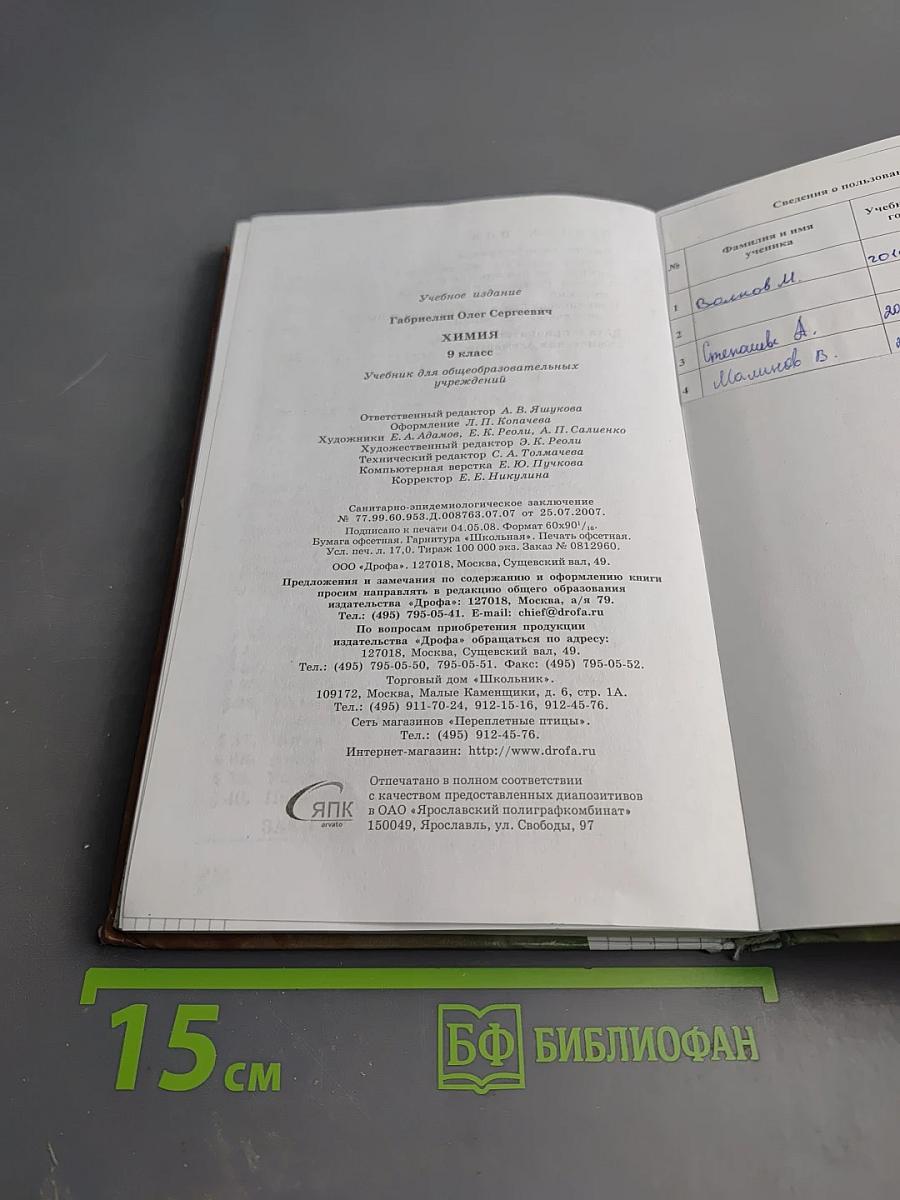 Учебное издание
Габриелян Олег Сергеевич
ХИМИЯ
9 класс
Учебник для общеобразовательных
учреждений
Ответственный редактор А. В. Яшукова
Оформление Л. П. Копачева
Художники Е. А. Адамов, Е. К. Реоли, А. П. Салиенко
Художественный редактор Э. К. Реоли
Технический редактор С. А. Толмачева
Компьютерная верстка Е. Ю. Пучкова
Корректор Е. Е. Никулина
Санитарно-эпидемиологическое заключение
№ 77.99.60.953.Д.008763.07.07 от 25.07.2007.
Подписано к печати 04.05.08. Формат 60х90¹/₁₆.
Бумага офсетная. Гарнитура «Школьная». Печать офсетная.
Усл. печ. л. 17,0. Тираж 100 000 экз. Заказ № 0812960.
ООО «Дрофа». 127018, Москва, Сущевский вал, 49.
Предложения и замечания по содержанию и оформлению книги
просим направлять в редакцию общего образования
издательства «Дрофа»: 127018, Москва, а/я 79.
Тел.: (495) 795-05-41. E-mail: chief@drofa.ru
По вопросам приобретения продукции
издательства «Дрофа» обращаться по адресу:
127018, Москва, Сущевский вал, 49.
Тел.: (495) 795-05-50, 795-05-51. Факс: (495) 795-05-52.
Торговый дом «Школьник».
109172, Москва, Малые Каменщики, д. 6, стр. 1А.
Тел.: (495) 911-70-24, 912-15-16, 912-45-76.
Сеть магазинов «Переплетные птицы».
Тел.: (495) 912-45-76.
Интернет-магазин: http://www.drofa.ru
ЯПК
arvato
Отпечатано в полном соответствии
с качеством предоставленных диапозитивов
в ОАО «Ярославский полиграфкомбинат»
150049, Ярославль, ул. Свободы, 97
Сведения о
№ Фамилия и имя
ученика
1 Волков М.
2
3 А.
4 Малинов В.
15 см
БФ БИБЛИОФАН